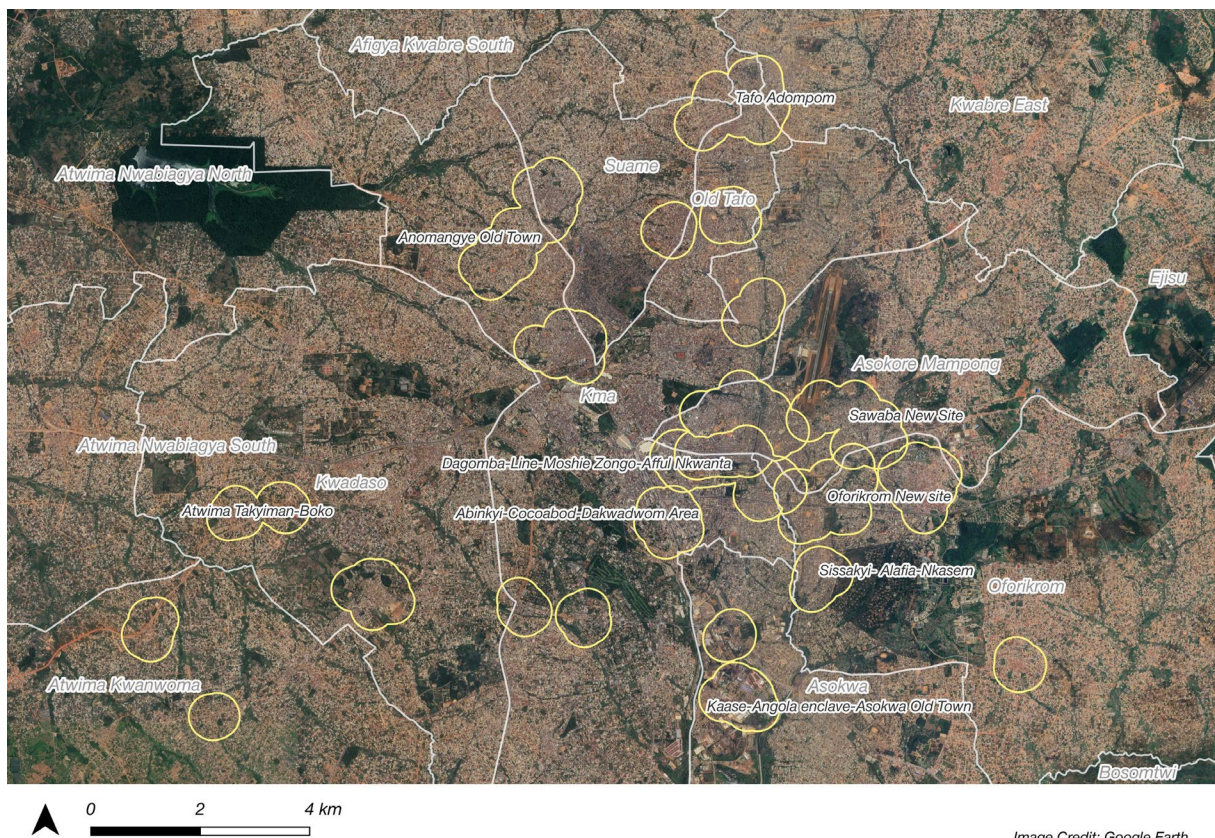 Afigya Kwabre South
Tafo Adompom
Kwabre East
Suame
Atwima Nwabiagya North
Old Tafo
Anomangye Old Town
Ejisu
Asokore Mampong
Kma
Sawaba New Site
Atwima Nwabiagya South
Dagomba-Line-Moshie Zongo-Afful Nkwanta
Kwadaso
Oforikrom New site
Atwima Takyiman-Boko
Abinkyi-Cocoabod-Dakwadwom Area
Sissakyi- Alafia-Nkasem
Oforikrom
Atwima Kwanwoma
Asokwa
Kaase-Angola enclave-Asokwa Old Town
Bosomtwi
0 2 4 km
Image Credit: Google Earth